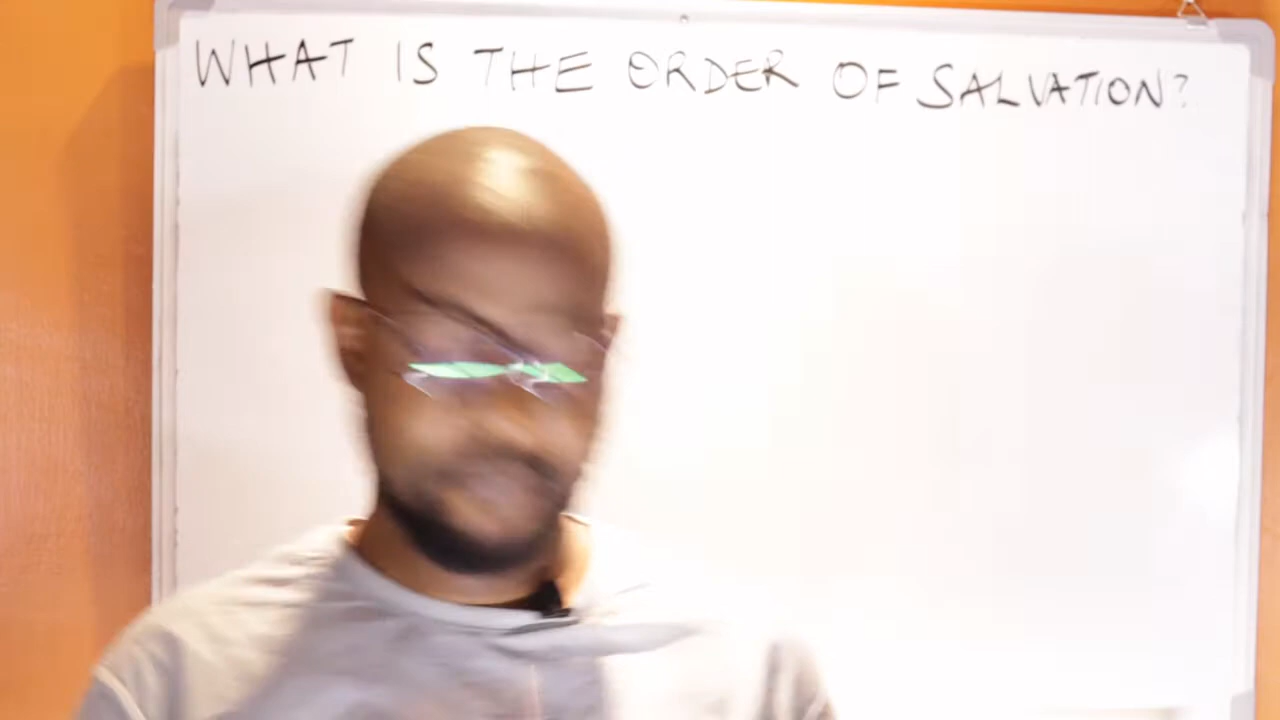 WHAT IS THE ORDER OF SALVATION?